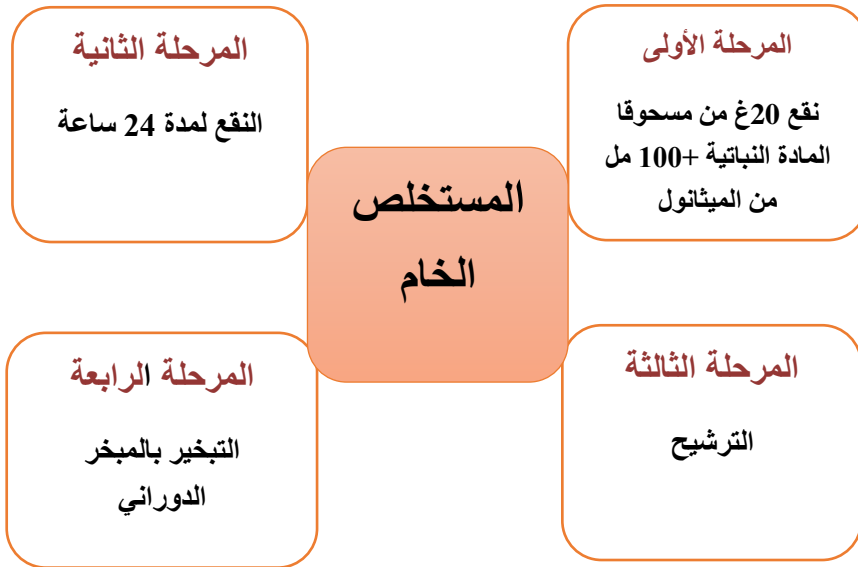 المرحلة الأولى
نقع 20غ من مسحوقا
المادة النباتية +100 مل
من الميثانول
المرحلة الثانية
النقع لمدة 24 ساعة
المستخلص
الخام
المرحلة الثالثة
الترشيح
المرحلة الرابعة
التبخير بالمبخر
الدوراني